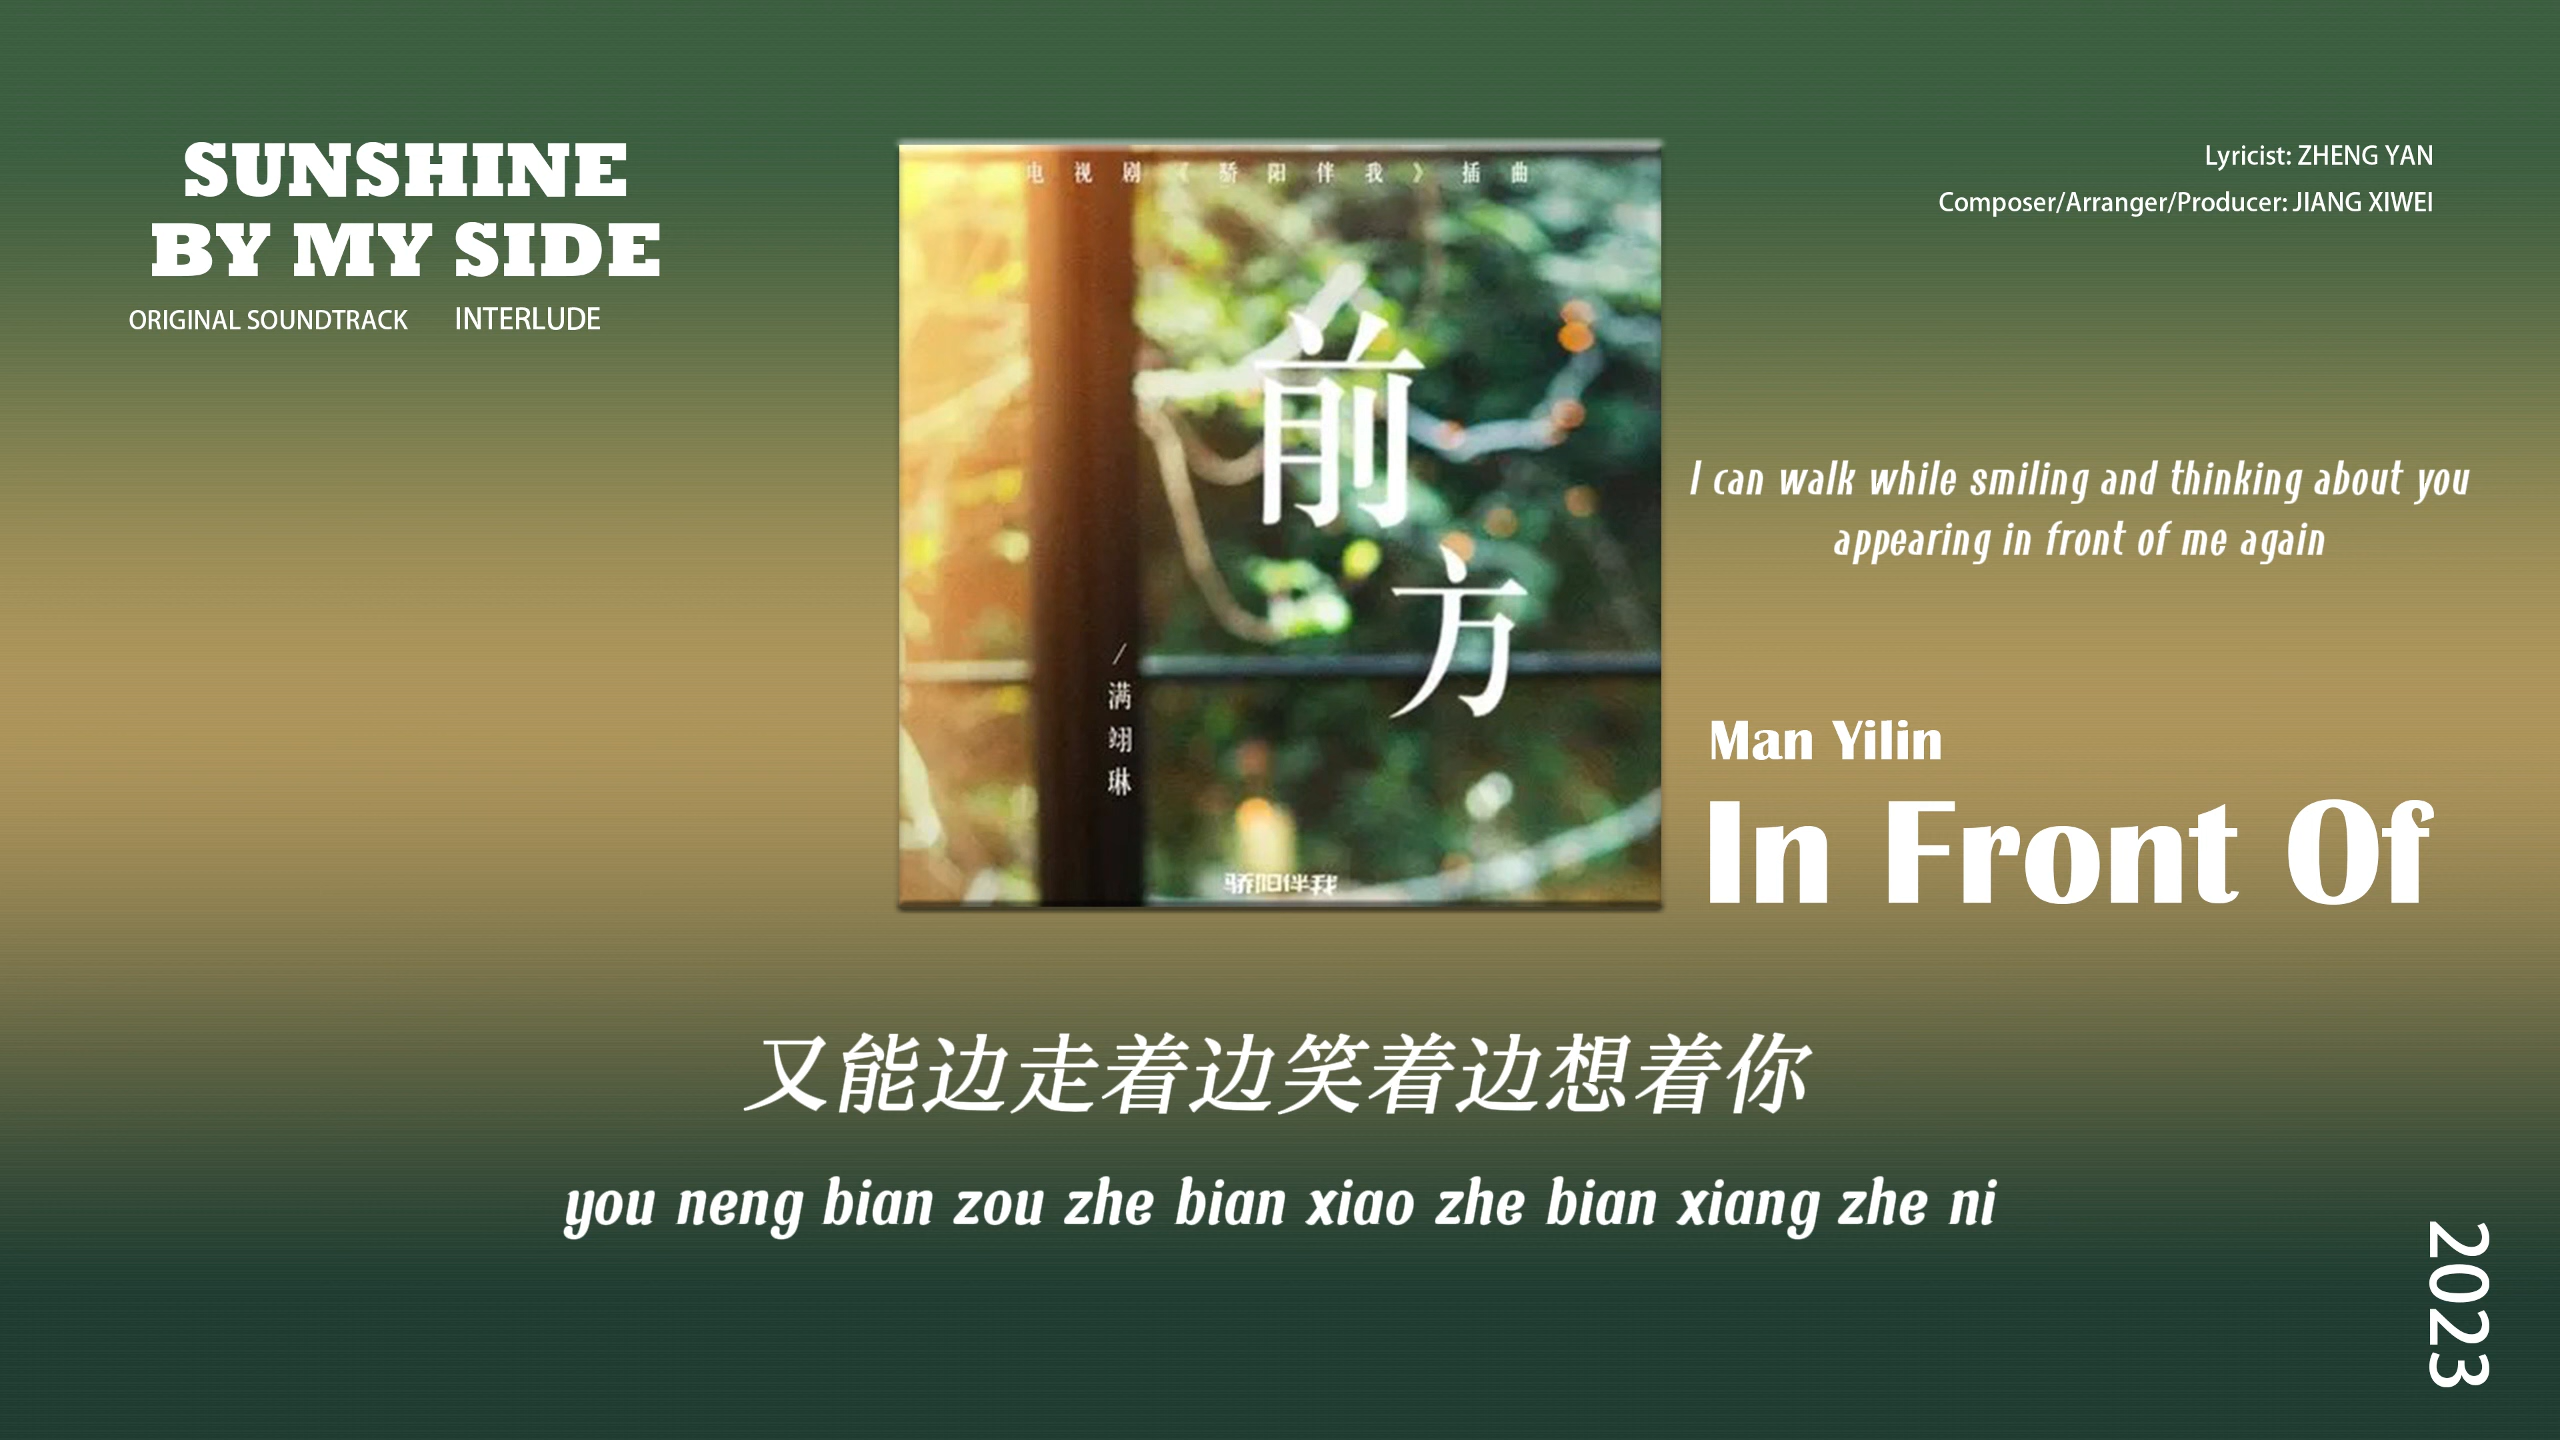 SUNSHINE
BY MY SIDE
ORIGINAL SOUNDTRACK INTERLUDE
电视剧《骄阳伴我》插曲
前方
/满翊琳
骄阳伴我
Lyricist: ZHENG YAN
Composer/Arranger/Producer: JIANG XIWEI
I can walk while smiling and thinking about you
appearing in front of me again
Man Yilin
In Front Of
又能边走着边笑着边想着你
you neng bian zou zhe bian xiao zhe bian xiang zhe ni
2023